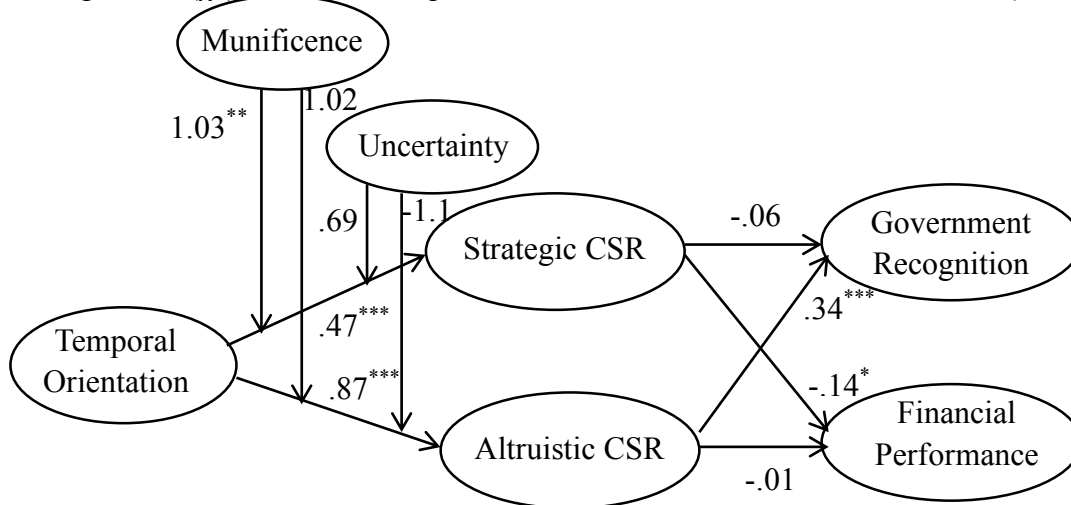 Munificence
1.03**
1.02
Uncertainty
.69
-1.1
Strategic CSR
-.06
Government
Recognition
.34***
Temporal
Orientation
.47***
.87***
-.14*
Altruistic CSR
-.01
Financial
Performance